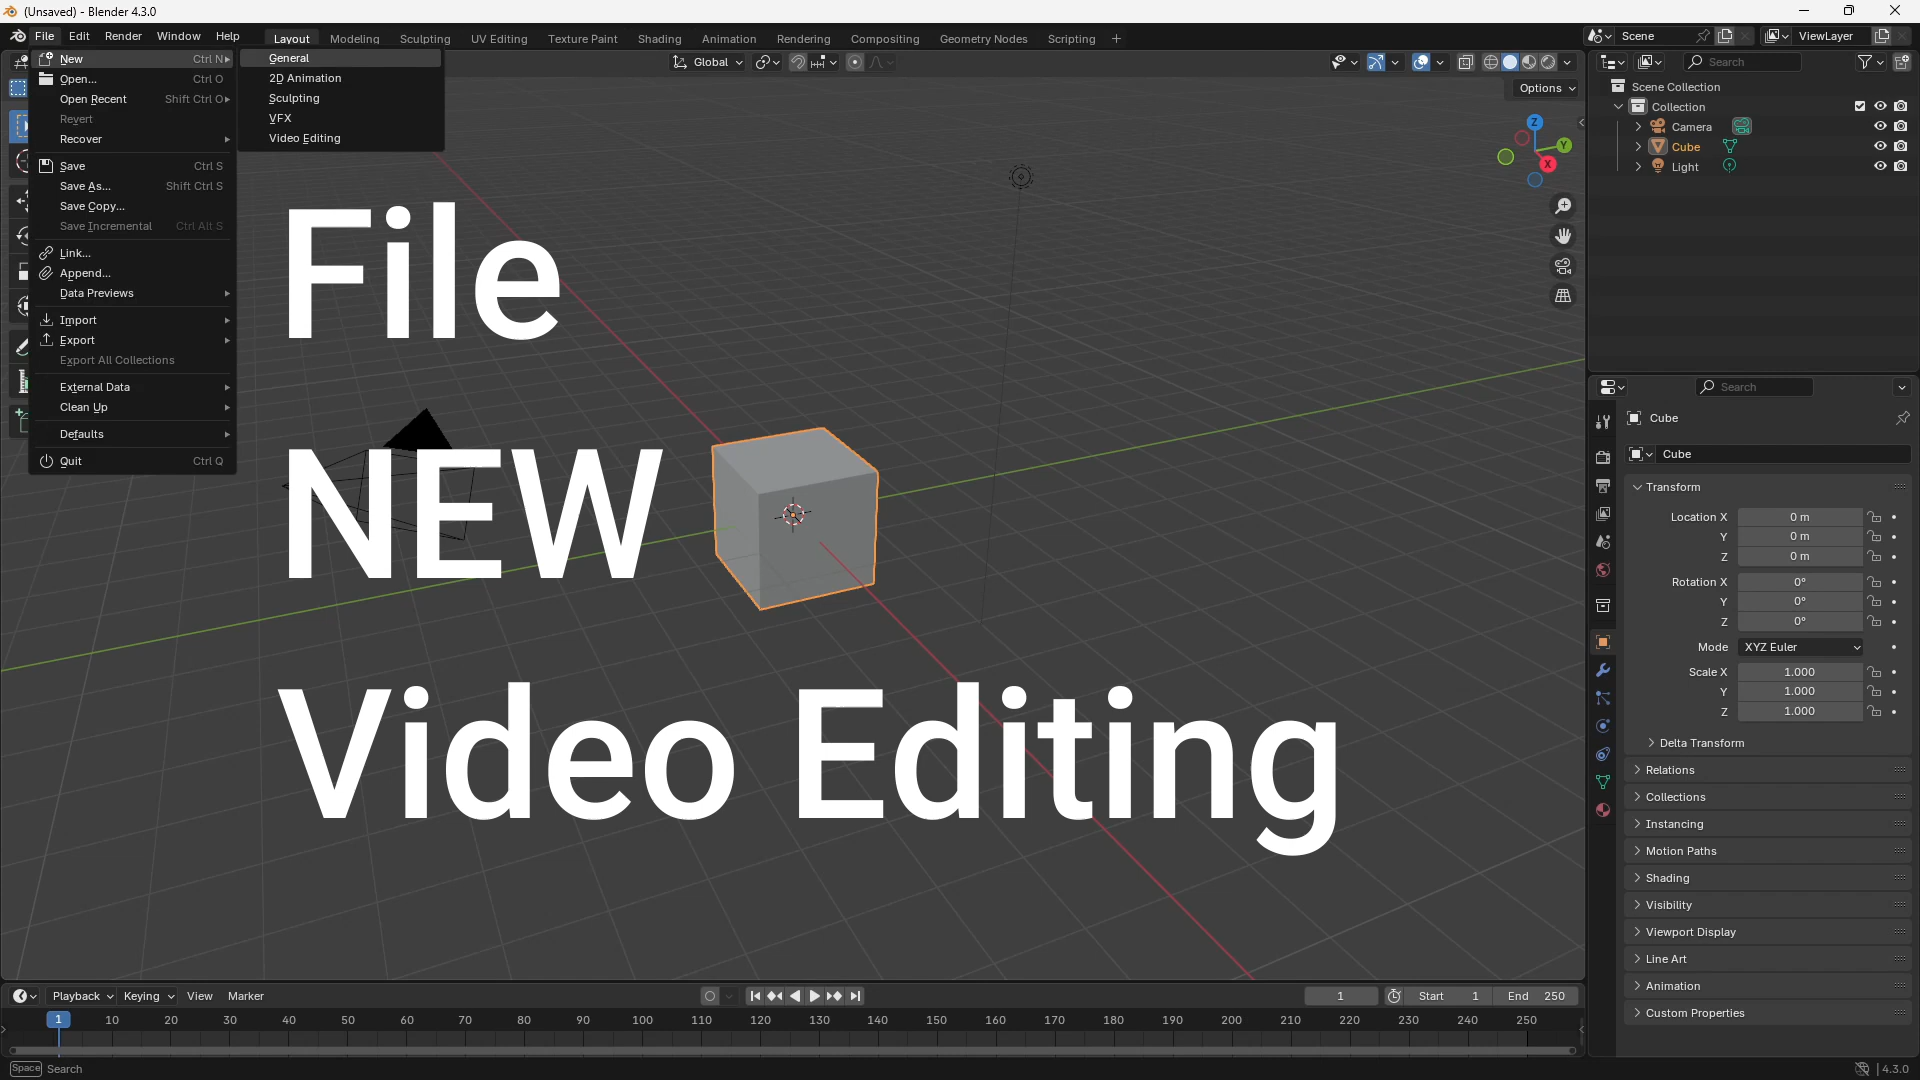 (Unsaved) - Blender 4.3.0
File Edit Render Window Help Layout Modeling Sculpting UV Editing Texture Paint Shading Animation Rendering Compositing Geometry Nodes Scripting + Scene ViewLayer
New Ctrl N
General
Open... Ctrl O
2D Animation
Open Recent Shift Ctrl O
Sculpting
Revert
VFX
Recover
Video Editing
Save Ctrl S
Save As... Shift Ctrl S
Save Copy...
Save Incremental Ctrl Alt S
Link...
Append...
Data Previews
Import
Export
Export All Collections
External Data
Clean Up
Defaults
Quit Ctrl Q
Global
Options
Z
Y
X
File
NEW
Video Editing
Search
Scene Collection
Collection
Camera
Cube
Light
Search
Cube
Cube
Transform
Location X 0 m
Y 0 m
Z 0 m
Rotation X 0°
Y 0°
Z 0°
Mode XYZ Euler
Scale X 1.000
Y 1.000
Z 1.000
Delta Transform
Relations
Collections
Instancing
Motion Paths
Shading
Visibility
Viewport Display
Line Art
Animation
Custom Properties
Playback Keying View Marker 1 Start 1 End 250
1 10 20 30 40 50 60 70 80 90 100 110 120 130 140 150 160 170 180 190 200 210 220 230 240 250
Space Search 4.3.0